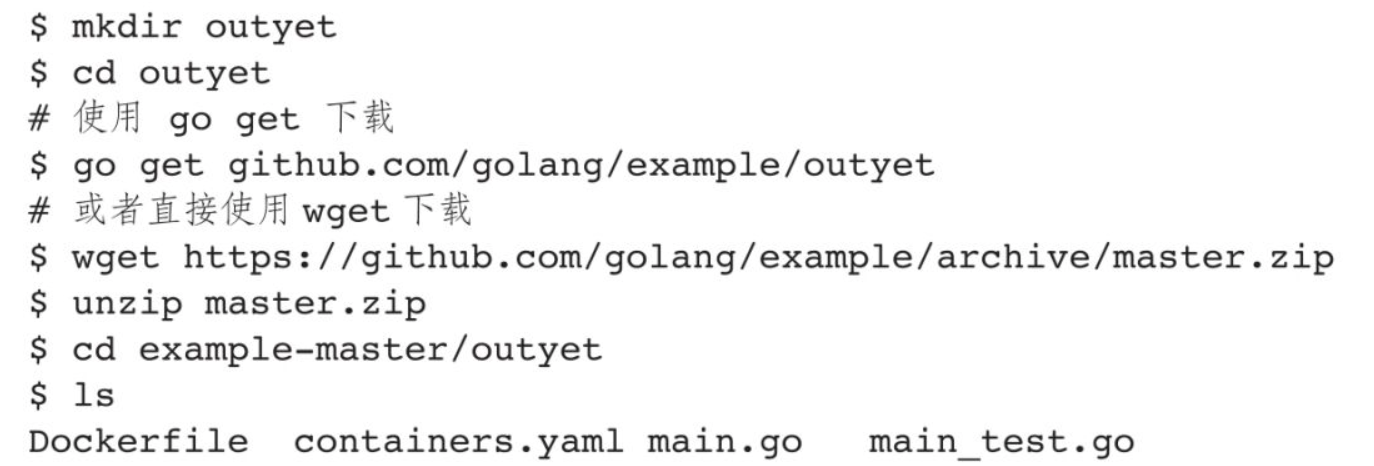 $ mkdir outyet
$ cd outyet
# 使用 go get 下载
$ go get github.com/golang/example/outyet
# 或者直接使用 wget 下载
$ wget https://github.com/golang/example/archive/master.zip
$ unzip master.zip
$ cd example-master/outyet
$ ls
Dockerfile  containers.yaml main.go   main_test.go